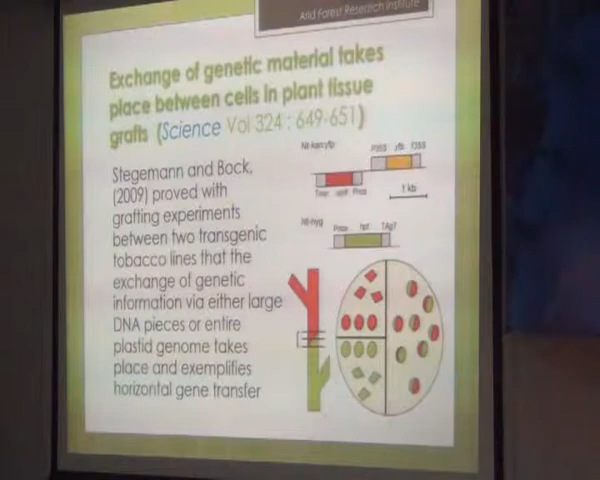 Arid Forest Research Institute
Exchange of genetic material takes
place between cells in plant tissue
grafts (Science Vol 324 : 649-651)
Stegemann and Bock,
(2009) proved with
grafting experiments
between two transgenic
tobacco lines that the
exchange of genetic
information via either large
DNA pieces or entire
plastid genome takes
place and exemplifies
horizontal gene transfer
1 kb